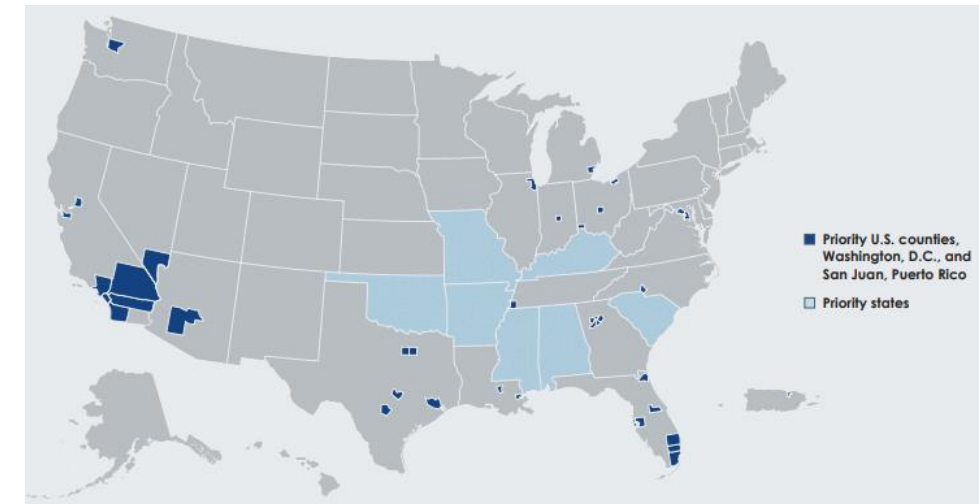 Priority U.S. counties,
Washington, D.C., and
San Juan, Puerto Rico
Priority states